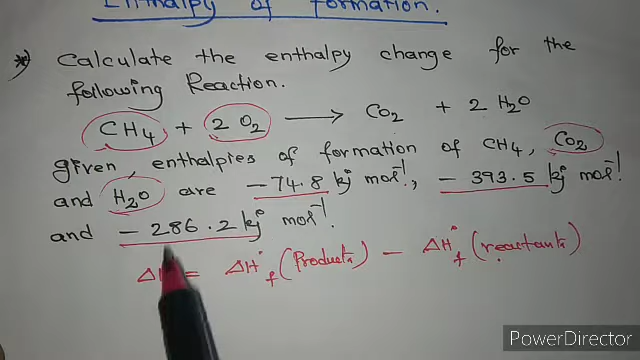 Enthalpy of formation.
* Calculate the enthalpy change for the
following Reaction.
CH4 + 2 O2 ⟶ CO2 + 2 H2O
given, enthalpies of formation of CH4, CO2
and H2O are - 74.8 kj mol⁻¹, - 393.5 kj mol⁻¹
and - 286.2 kj mol⁻¹.
= ΔH°f (Products) - ΔH°f (reactants)
PowerDirector